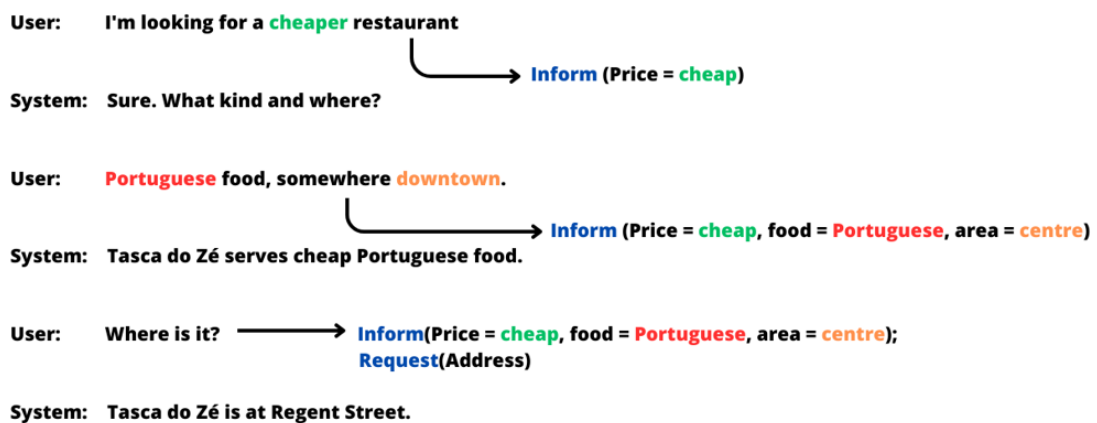 User: I'm looking for a cheaper restaurant
Inform (Price = cheap)
System: Sure. What kind and where?
User: Portuguese food, somewhere downtown.
Inform (Price = cheap, food = Portuguese, area = centre)
System: Tasca do Zé serves cheap Portuguese food.
User: Where is it? Inform(Price = cheap, food = Portuguese, area = centre);
Request(Address)
System: Tasca do Zé is at Regent Street.